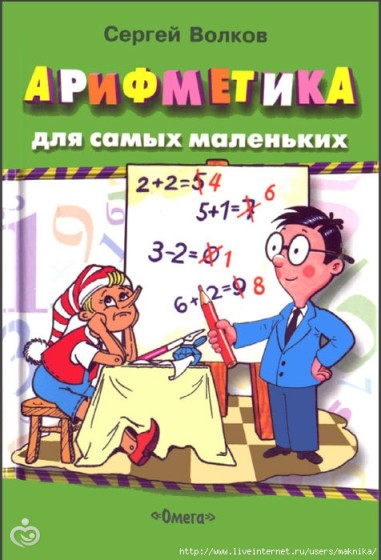 Сергей Волков
АРИФМЕТИКА
для самых маленьких
2+2=5 4
5+1=7 6
3-2=0 1
6+2=9 8
«Омега»
http://www.liveinternet.ru/users/maknika/